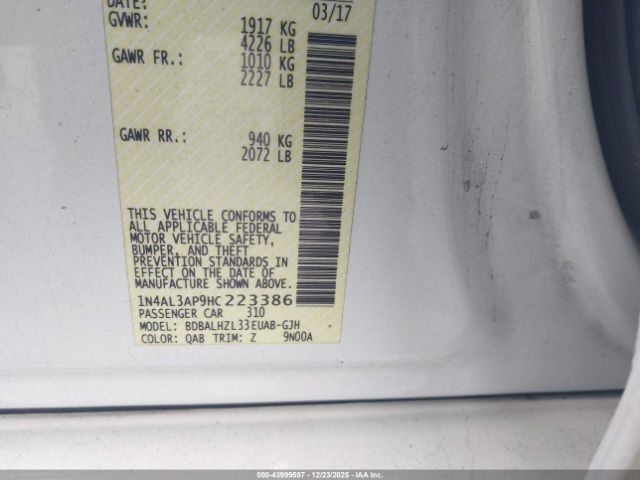 DATE:
03/17
GVWR: 1917 KG
4226 LB
GAWR FR.: 1010 KG
2227 LB
GAWR RR.: 940 KG
2072 LB
THIS VEHICLE CONFORMS TO
ALL APPLICABLE FEDERAL
MOTOR VEHICLE SAFETY,
BUMPER, AND THEFT
PREVENTION STANDARDS IN
EFFECT ON THE DATE OF
MANUFACTURE SHOWN ABOVE.
1N4AL3AP9HC223386
PASSENGER CAR 310
MODEL: BDBALHZL33EUAB-GJH
COLOR: QAB TRIM: Z 9N00A
000-43999597 - 12/23/2025 - IAA Inc.